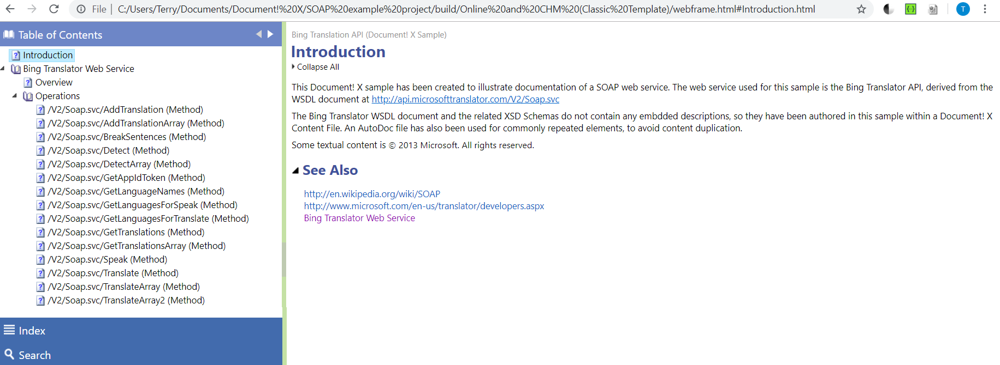 File | C:/Users/Terry/Documents/Document!%20X/SOAP%20example%20project/build/Online%20and%20CHM%20(Classic%20Template)/webframe.html#Introduction.html
T
Table of Contents
Introduction
Bing Translator Web Service
Overview
Operations
/V2/Soap.svc/AddTranslation (Method)
/V2/Soap.svc/AddTranslationArray (Method)
/V2/Soap.svc/BreakSentences (Method)
/V2/Soap.svc/Detect (Method)
/V2/Soap.svc/DetectArray (Method)
/V2/Soap.svc/GetAppIdToken (Method)
/V2/Soap.svc/GetLanguageNames (Method)
/V2/Soap.svc/GetLanguagesForSpeak (Method)
/V2/Soap.svc/GetLanguagesForTranslate (Method)
/V2/Soap.svc/GetTranslations (Method)
/V2/Soap.svc/GetTranslationsArray (Method)
/V2/Soap.svc/Speak (Method)
/V2/Soap.svc/Translate (Method)
/V2/Soap.svc/TranslateArray (Method)
/V2/Soap.svc/TranslateArray2 (Method)
Index
Search
Bing Translation API (Document! X Sample)
Introduction
Collapse All
This Document! X sample has been created to illustrate documentation of a SOAP web service. The web service used for this sample is the Bing Translator API, derived from the
WSDL document at http://api.microsofttranslator.com/V2/Soap.svc
The Bing Translator WSDL document and the related XSD Schemas do not contain any embdded descriptions, so they have been authored in this sample within a Document! X
Content File. An AutoDoc file has also been used for commonly repeated elements, to avoid content duplication.
Some textual content is © 2013 Microsoft. All rights reserved.
See Also
http://en.wikipedia.org/wiki/SOAP
http://www.microsoft.com/en-us/translator/developers.aspx
Bing Translator Web Service